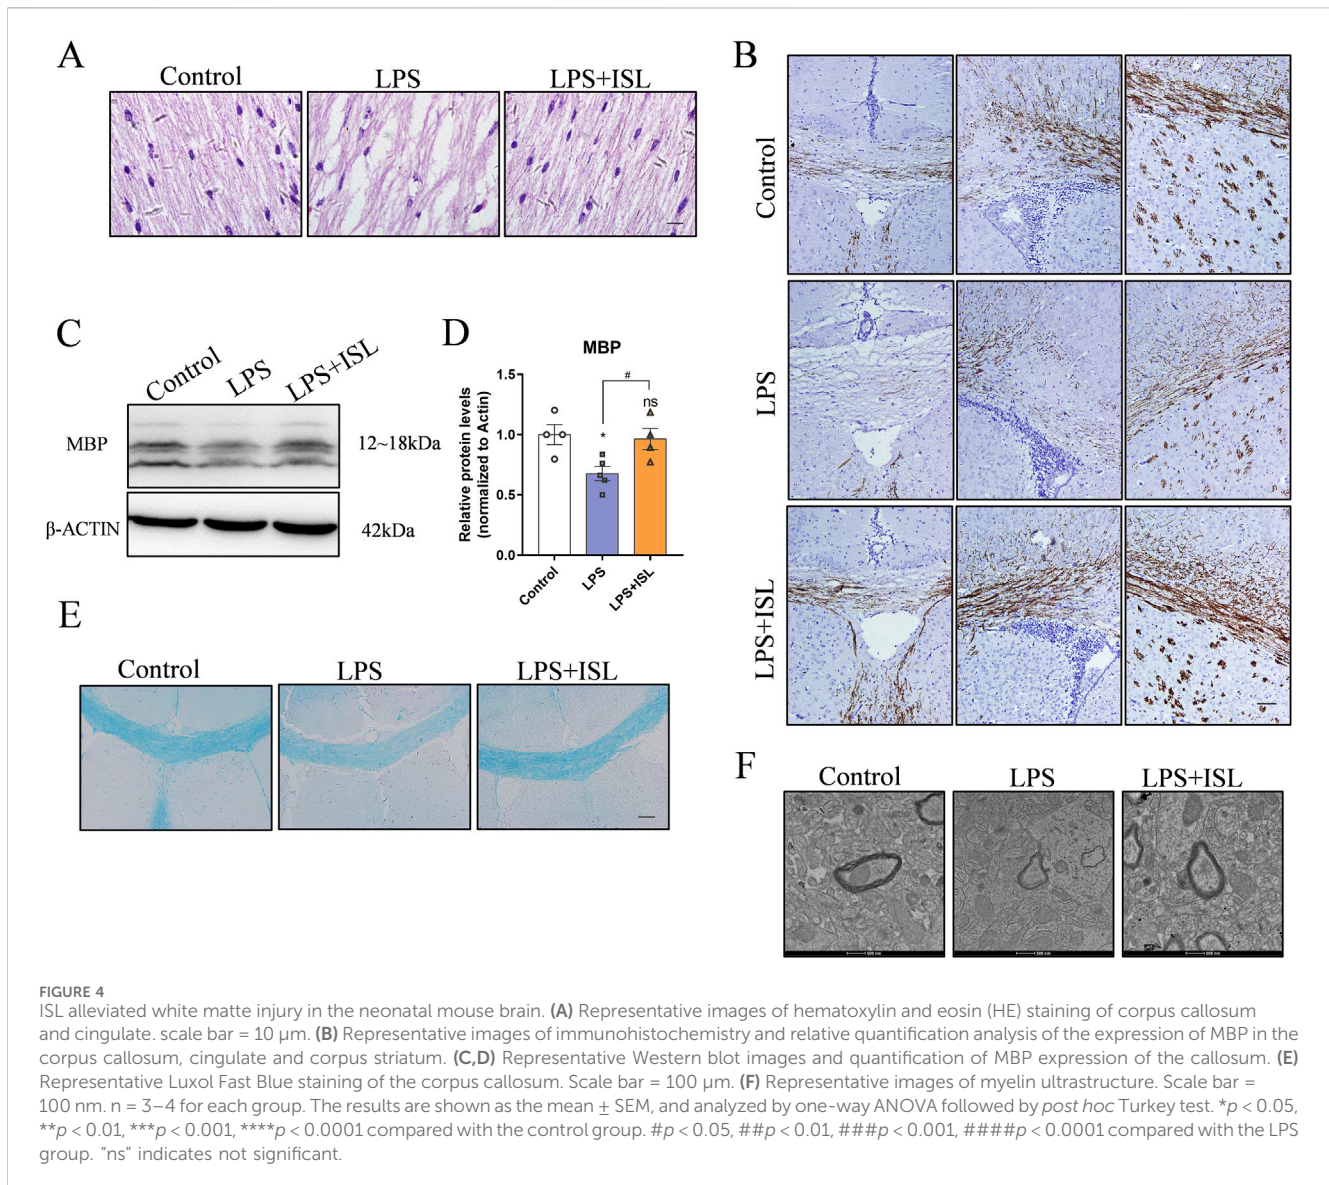 A
Control
LPS
LPS+ISL
B
Control
LPS
LPS+ISL
C
Control
LPS
LPS+ISL
MBP
12~18kDa
β-ACTIN
42kDa
D
MBP
Relative protein levels
(normalized to Actin)
1.5
1.0
0.5
0.0
*
#
ns
Control
LPS
LPS+ISL
E
Control
LPS
LPS+ISL
F
Control
LPS
LPS+ISL
500 nm
500 nm
500 nm
FIGURE 4
ISL alleviated white matte injury in the neonatal mouse brain. (A) Representative images of hematoxylin and eosin (HE) staining of corpus callosum
and cingulate. scale bar = 10 μm. (B) Representative images of immunohistochemistry and relative quantification analysis of the expression of MBP in the
corpus callosum, cingulate and corpus striatum. (C,D) Representative Western blot images and quantification of MBP expression of the callosum. (E)
Representative Luxol Fast Blue staining of the corpus callosum. Scale bar = 100 μm. (F) Representative images of myelin ultrastructure. Scale bar =
100 nm. n = 3–4 for each group. The results are shown as the mean ± SEM, and analyzed by one-way ANOVA followed by post hoc Turkey test. *p < 0.05,
**p < 0.01, ***p < 0.001, ****p < 0.0001 compared with the control group. #p < 0.05, ##p < 0.01, ###p < 0.001, ####p < 0.0001 compared with the LPS
group. “ns” indicates not significant.